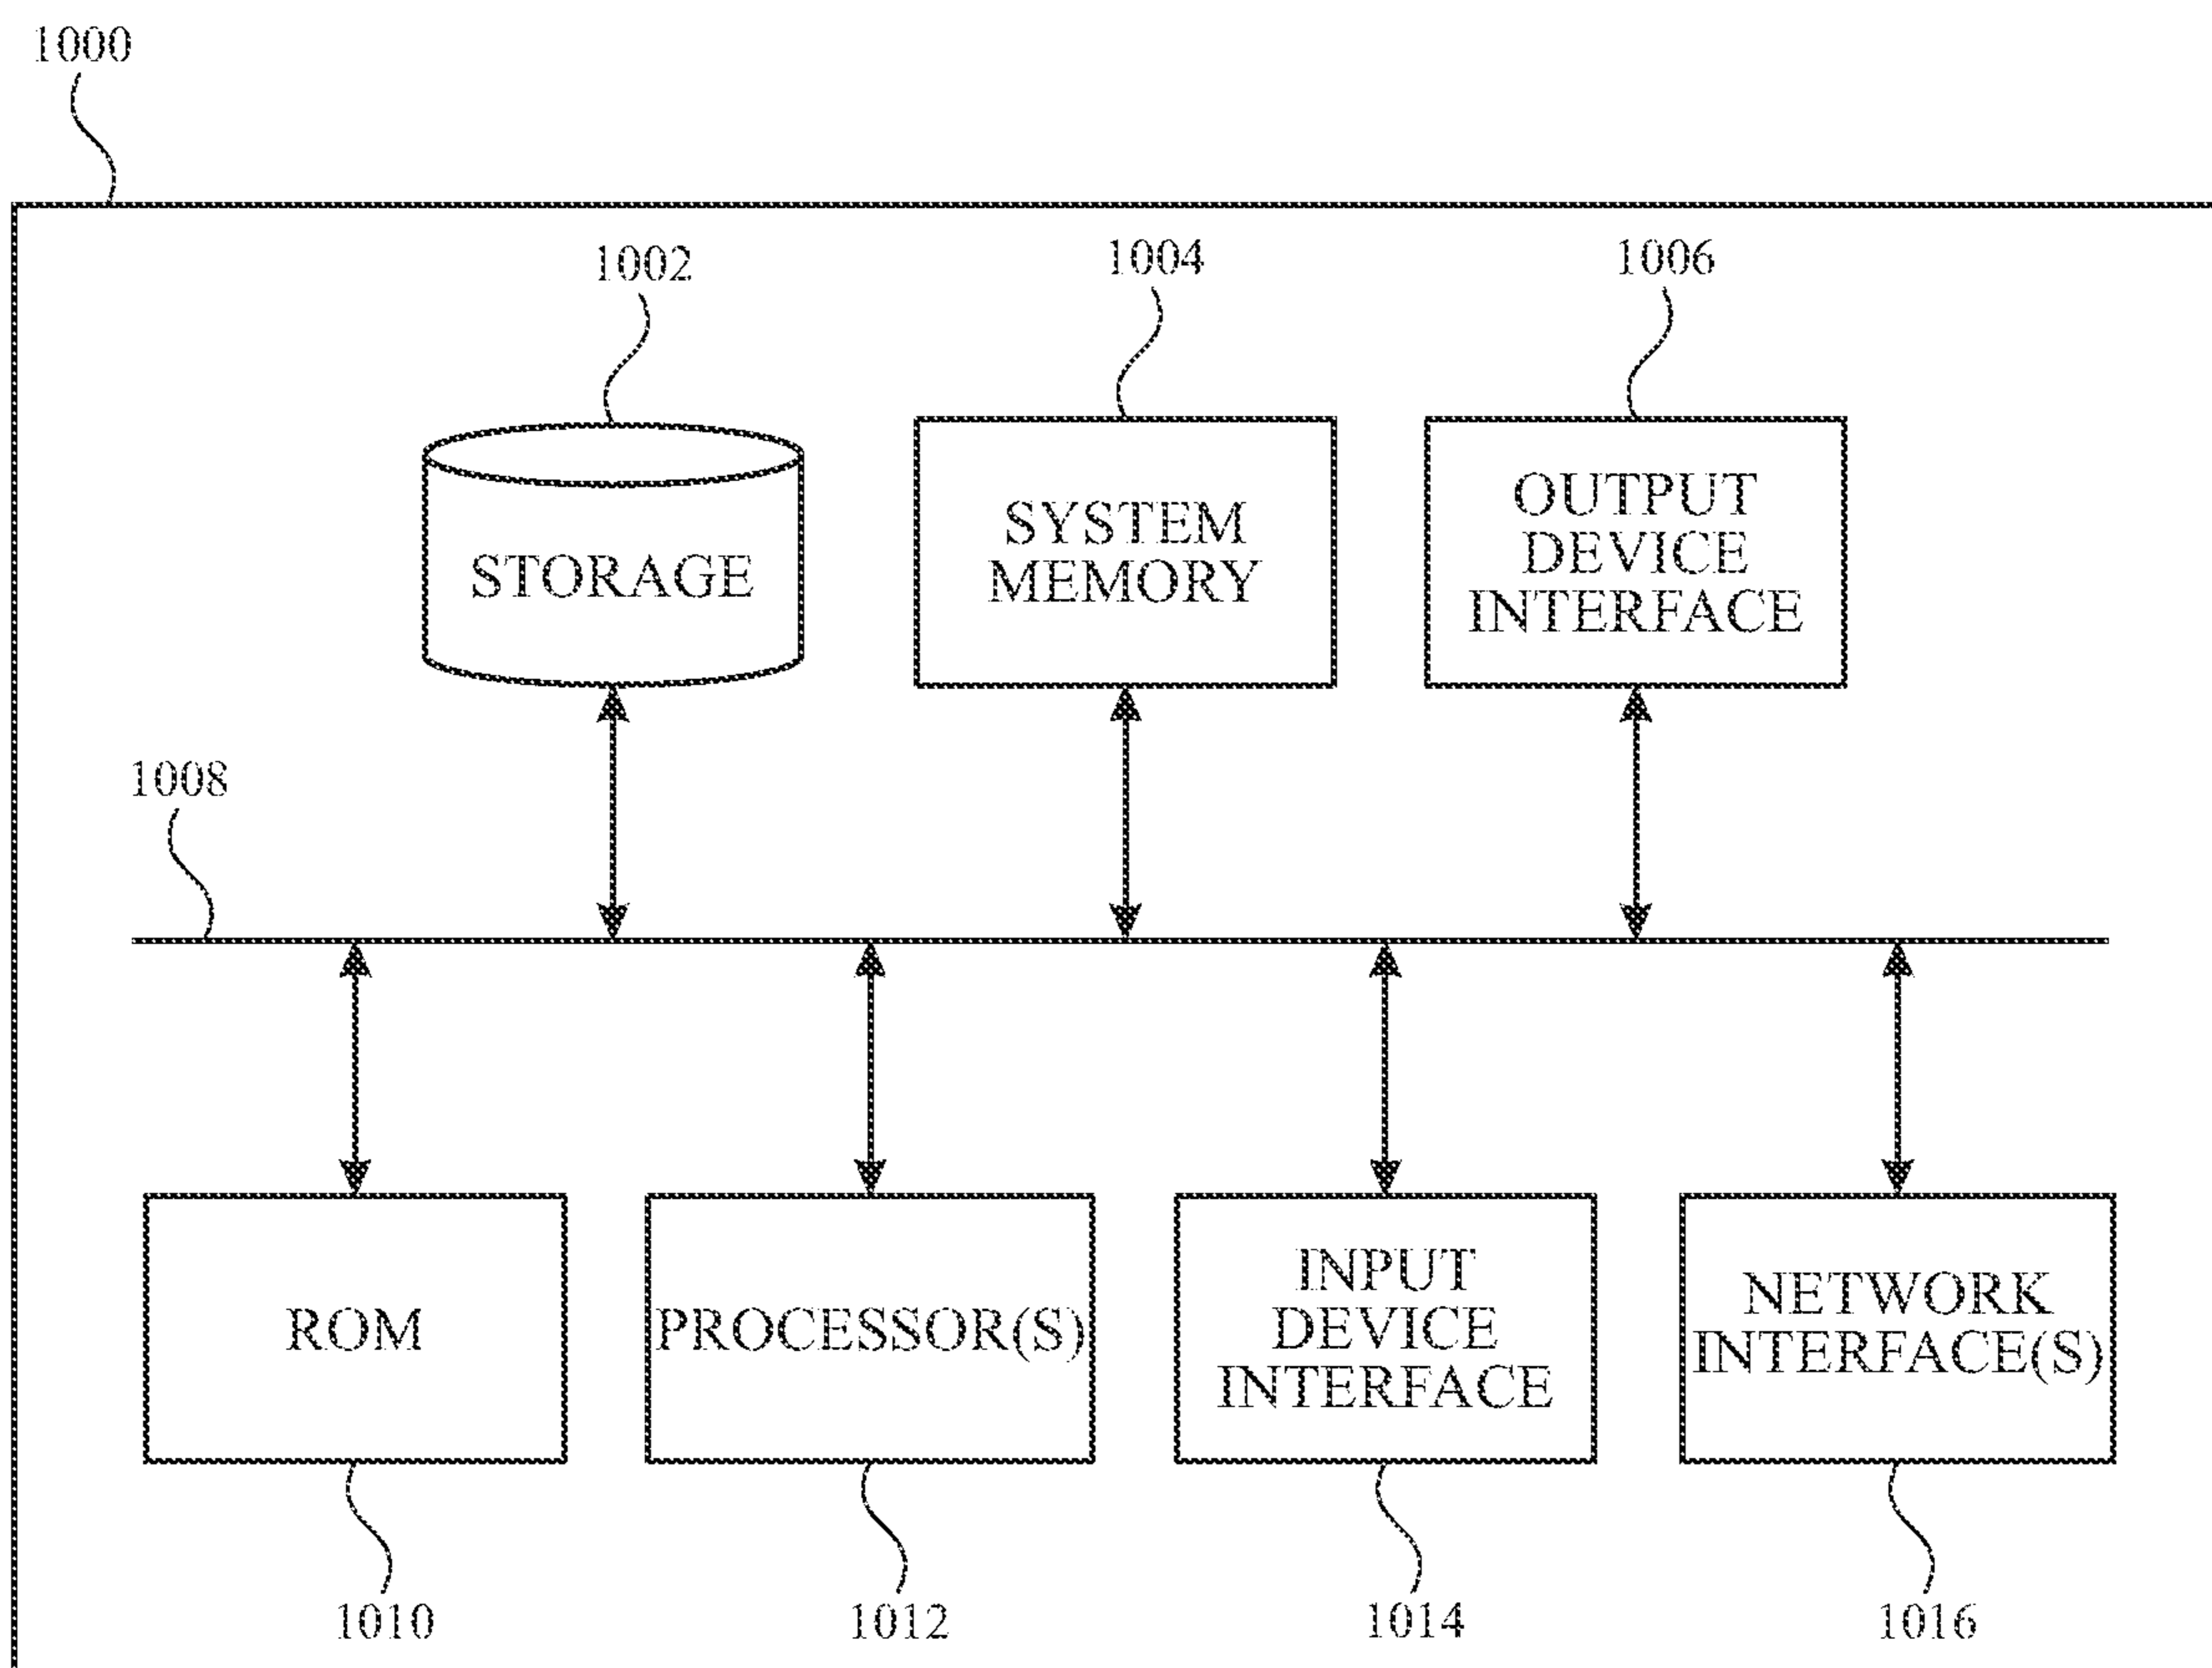 1000
1002
1004
1006
STORAGE
SYSTEM
MEMORY
OUTPUT
DEVICE
INTERFACE
1008
ROM
PROCESSOR(S)
INPUT
DEVICE
INTERFACE
NETWORK
INTERFACE(S)
1010
1012
1014
1016